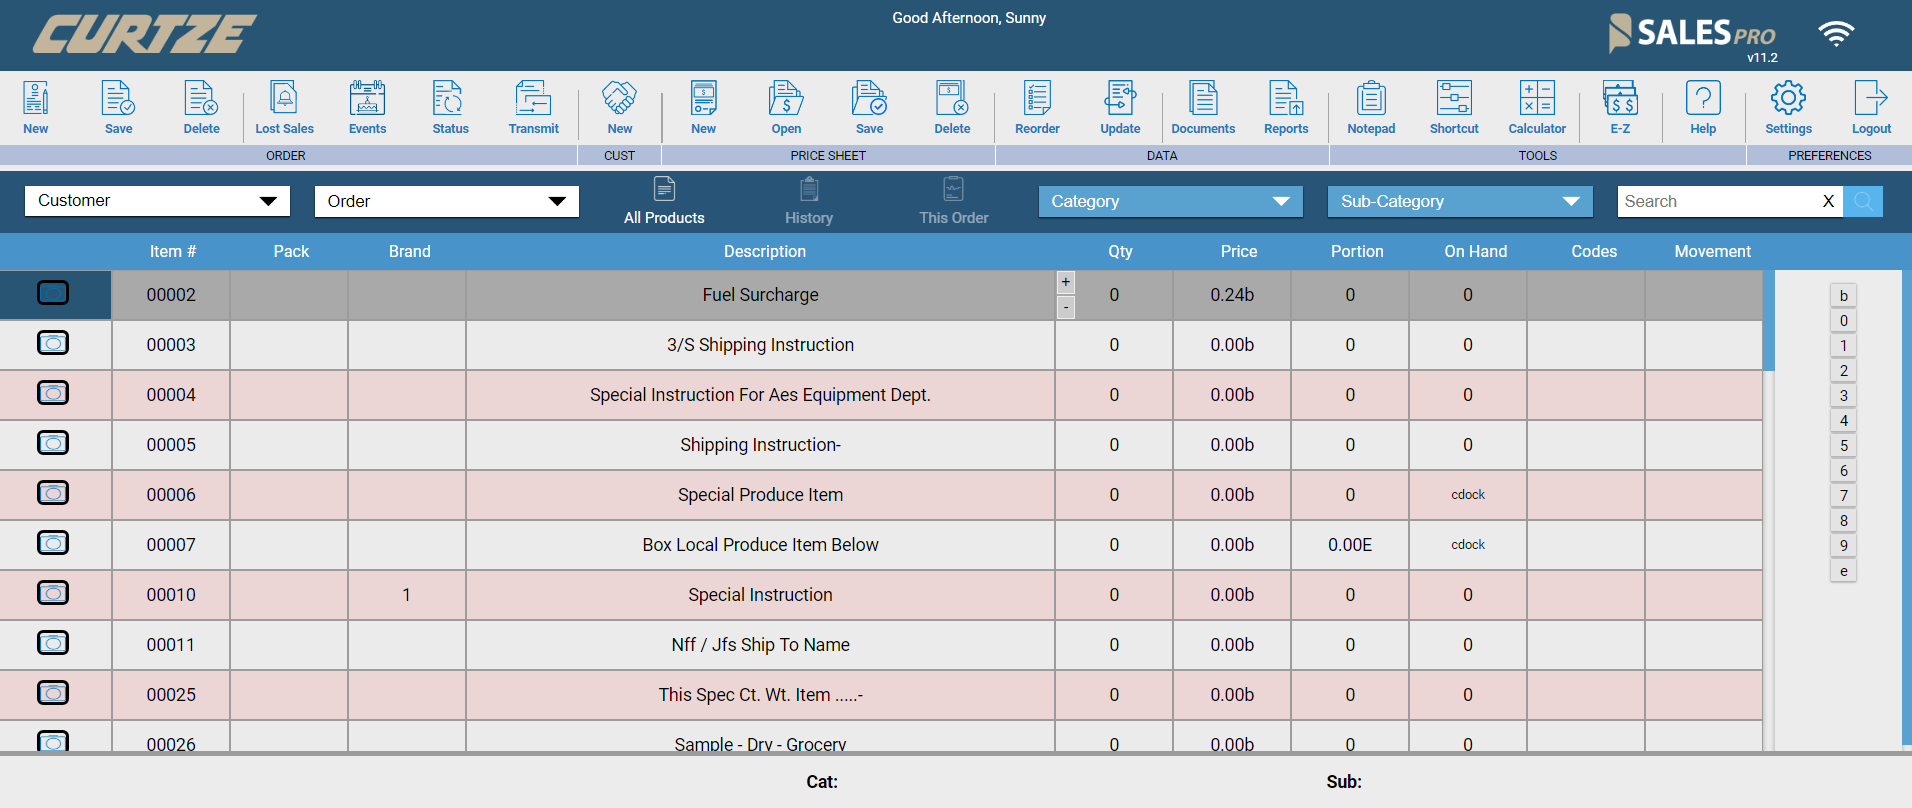 CURTZE
Good Afternoon, Sunny
SALES PRO
v11.2
New Save Delete Lost Sales Events Status Transmit New New Open Save Delete Reorder Update Documents Reports Notepad Shortcut Calculator E-Z Help Settings Logout
ORDER CUST PRICE SHEET DATA TOOLS PREFERENCES
Customer Order All Products History This Order Category Sub-Category Search X
Item # Pack Brand Description Qty Price Portion On Hand Codes Movement
00002 Fuel Surcharge + - 0 0.24b 0 0
00003 3/S Shipping Instruction 0 0.00b 0 0
00004 Special Instruction For Aes Equipment Dept. 0 0.00b 0 0
00005 Shipping Instruction- 0 0.00b 0 0
00006 Special Produce Item 0 0.00b 0 cdock
00007 Box Local Produce Item Below 0 0.00b 0.00E cdock
00010 1 Special Instruction 0 0.00b 0 0
00011 Nff / Jfs Ship To Name 0 0.00b 0 0
00025 This Spec Ct. Wt. Item .....- 0 0.00b 0 0
00026 Sample - Dry - Grocery 0 0.00b 0 0
b
0
1
2
3
4
5
6
7
8
9
e
Cat: Sub: